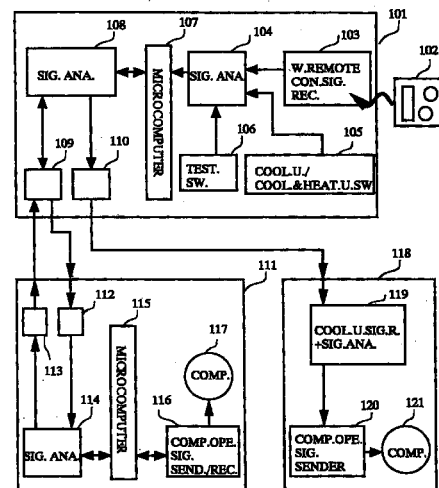 108
107
104
103
101
102
SIG. ANA.
MICROCOMPUTER
SIG. ANA.
W.REMOTE
CON.SIG.
REC.
109
110
106
105
TEST.
SW.
COOL.U./
COOL.&HEAT.U.SW
112
115
111
118
113
117
119
MICROCOMPUTER
COMP.
COOL.U.SIG.R.
+SIG.ANA.
114
116
120
121
SIG. ANA.
COMP.OPE.
SIG.
SEND./REC.
COMP.OPE.
SIG.
SENDER
COMP.